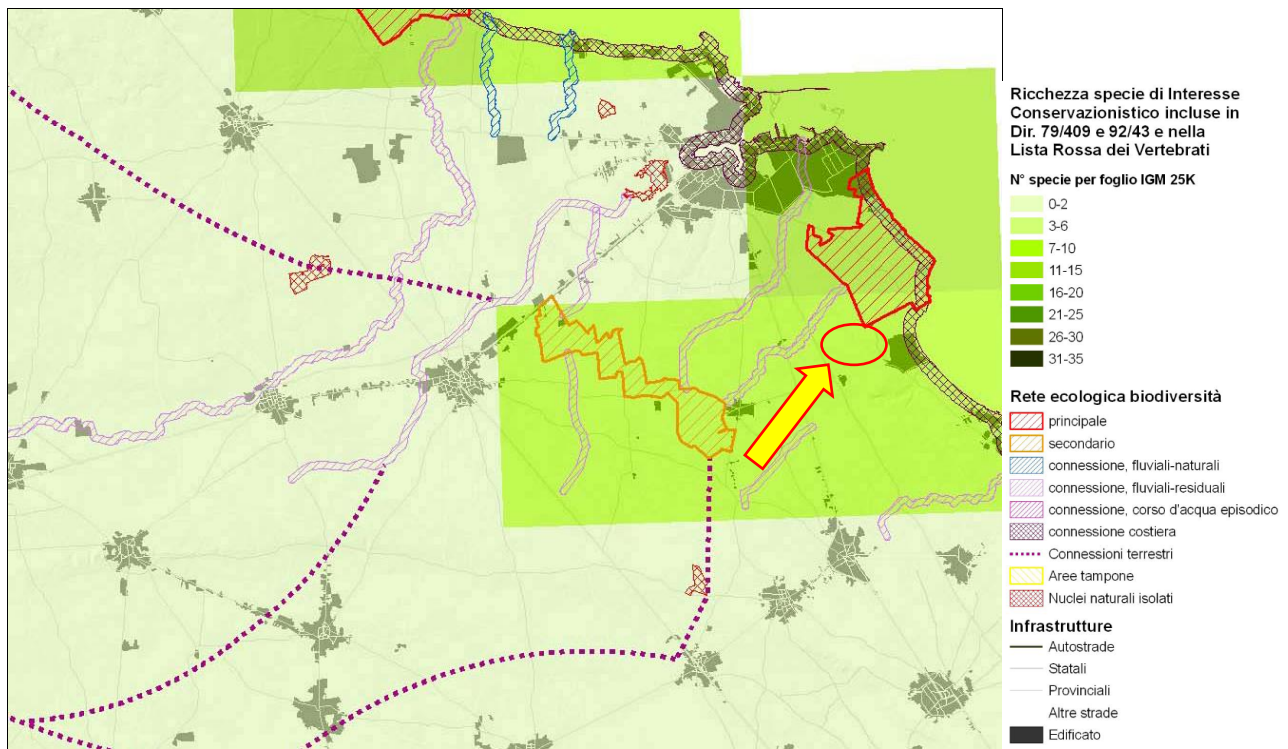 Ricchezza specie di Interesse
Conservazionistico incluse in
Dir. 79/409 e 92/43 e nella
Lista Rossa dei Vertebrati
N° specie per foglio IGM 25K
0-2
3-6
7-10
11-15
16-20
21-25
26-30
31-35
Rete ecologica biodiversità
principale
secondario
connessione, fluviali-naturali
connessione, fluviali-residuali
connessione, corso d'acqua episodico
connessione costiera
Connessioni terrestri
Aree tampone
Nuclei naturali isolati
Infrastrutture
Autostrade
Statali
Provinciali
Altre strade
Edificato